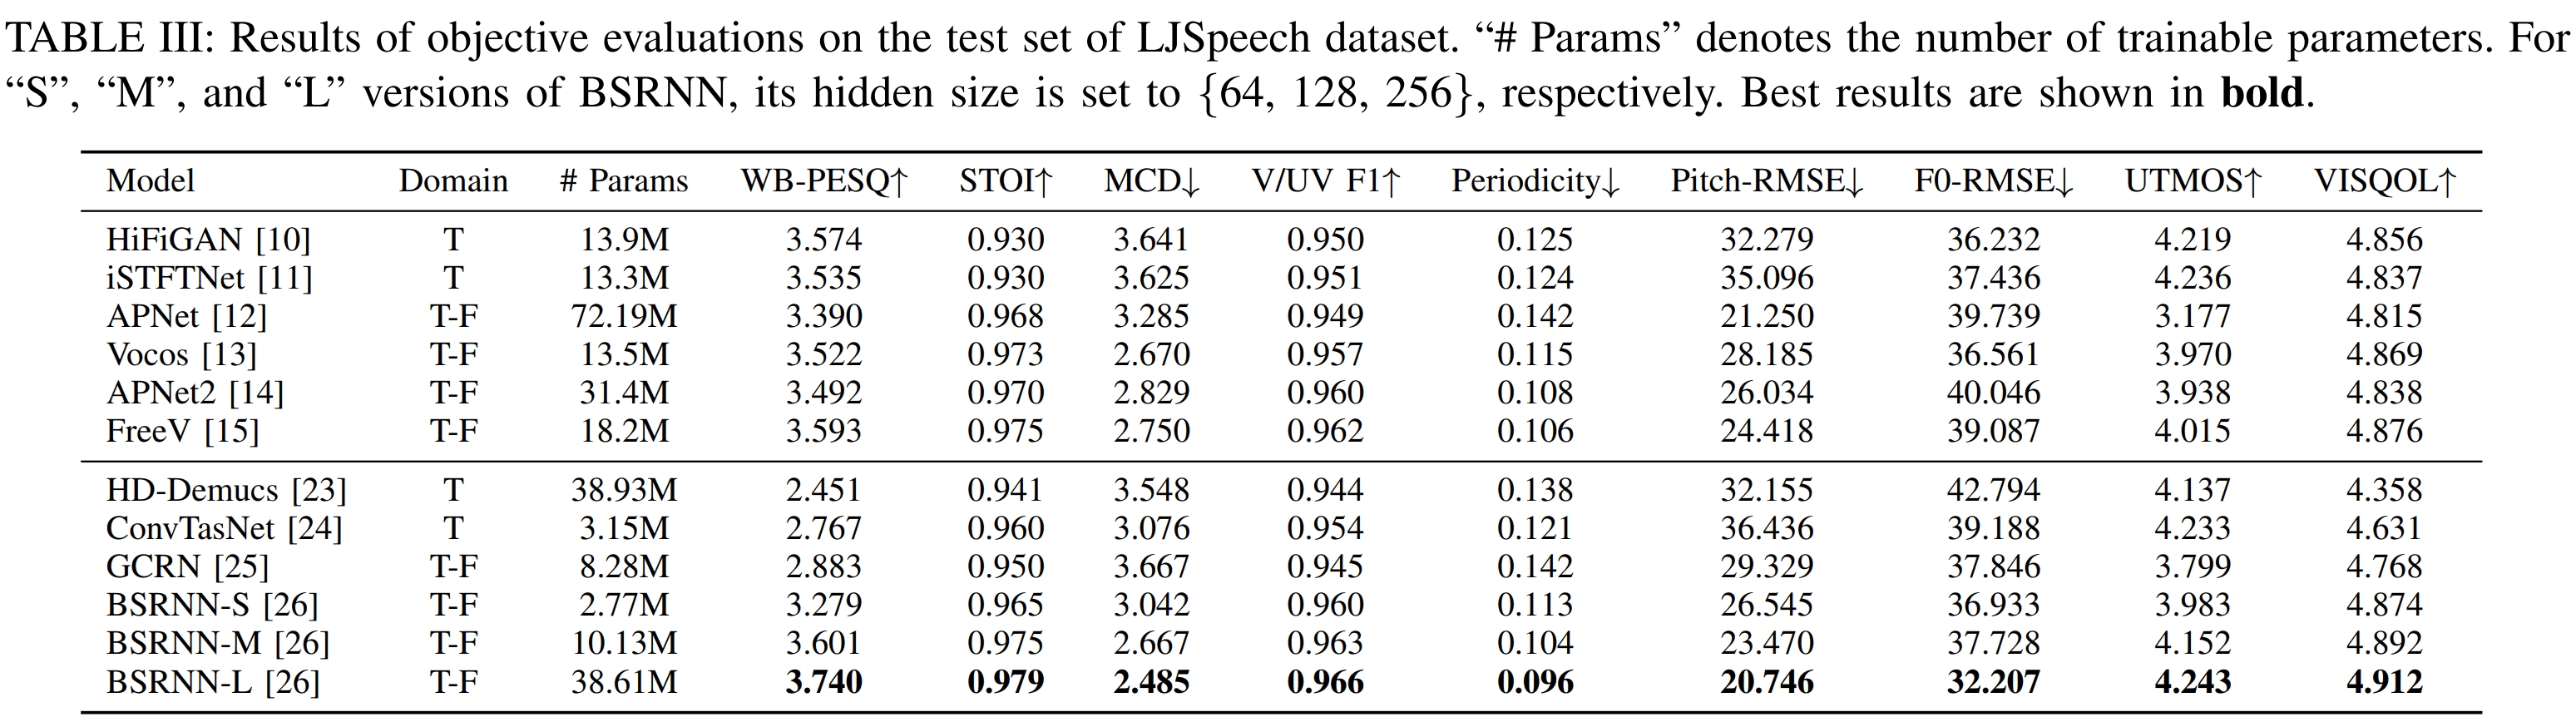 TABLE III: Results of objective evaluations on the test set of LJSpeech dataset. “# Params” denotes the number of trainable parameters. For
“S”, “M”, and “L” versions of BSRNN, its hidden size is set to {64, 128, 256}, respectively. Best results are shown in bold.
Model Domain # Params WB-PESQ↑ STOI↑ MCD↓ V/UV F1↑ Periodicity↓ Pitch-RMSE↓ F0-RMSE↓ UTMOS↑ VISQOL↑
HiFiGAN [10] T 13.9M 3.574 0.930 3.641 0.950 0.125 32.279 36.232 4.219 4.856
iSTFTNet [11] T 13.3M 3.535 0.930 3.625 0.951 0.124 35.096 37.436 4.236 4.837
APNet [12] T-F 72.19M 3.390 0.968 3.285 0.949 0.142 21.250 39.739 3.177 4.815
Vocos [13] T-F 13.5M 3.522 0.973 2.670 0.957 0.115 28.185 36.561 3.970 4.869
APNet2 [14] T-F 31.4M 3.492 0.970 2.829 0.960 0.108 26.034 40.046 3.938 4.838
FreeV [15] T-F 18.2M 3.593 0.975 2.750 0.962 0.106 24.418 39.087 4.015 4.876
HD-Demucs [23] T 38.93M 2.451 0.941 3.548 0.944 0.138 32.155 42.794 4.137 4.358
ConvTasNet [24] T 3.15M 2.767 0.960 3.076 0.954 0.121 36.436 39.188 4.233 4.631
GCRN [25] T-F 8.28M 2.883 0.950 3.667 0.945 0.142 29.329 37.846 3.799 4.768
BSRNN-S [26] T-F 2.77M 3.279 0.965 3.042 0.960 0.113 26.545 36.933 3.983 4.874
BSRNN-M [26] T-F 10.13M 3.601 0.975 2.667 0.963 0.104 23.470 37.728 4.152 4.892
BSRNN-L [26] T-F 38.61M 3.740 0.979 2.485 0.966 0.096 20.746 32.207 4.243 4.912